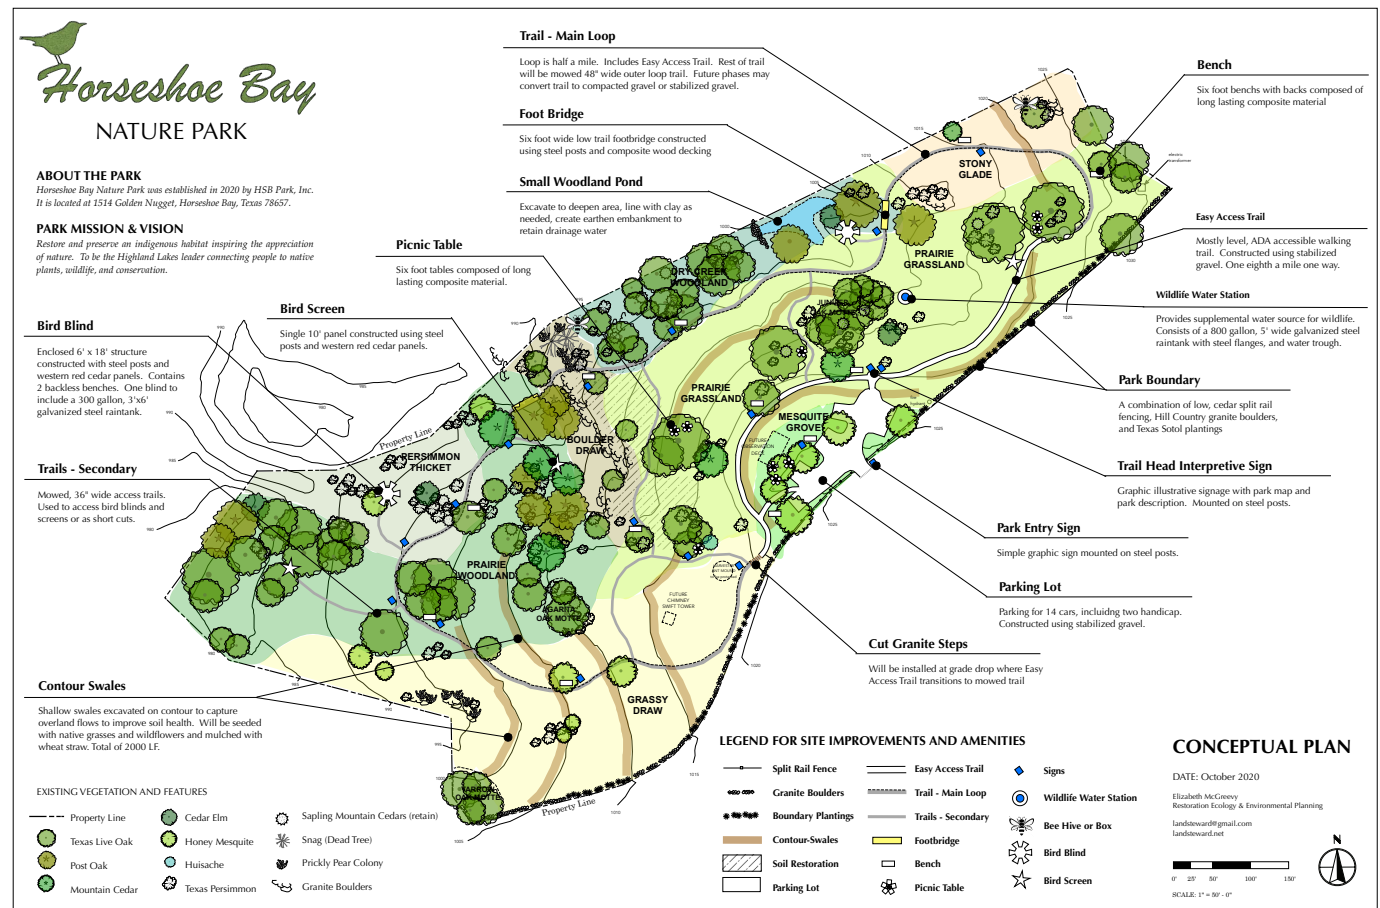 Horseshoe Bay
NATURE PARK
ABOUT THE PARK
Horseshoe Bay Nature Park was established in 2020 by HSB Park, Inc.
It is located at 1514 Golden Nugget, Horseshoe Bay, Texas 78657.
PARK MISSION & VISION
Restore and preserve an indigenous habitat inspiring the appreciation
of nature. To be the Highland Lakes leader connecting people to native
plants, wildlife, and conservation.
Trail - Main Loop
Loop is half a mile. Includes Easy Access Trail. Rest of trail
will be mowed 48" wide outer loop trail. Future phases may
convert trail to compacted gravel or stabilized gravel.
Foot Bridge
Six foot wide low trail footbridge constructed
using steel posts and composite wood decking
Small Woodland Pond
Excavate to deepen area, line with clay as
needed, create earthen embankment to
retain drainage water
Picnic Table
Six foot tables composed of long
lasting composite material.
Bird Screen
Single 10' panel constructed using steel
posts and western red cedar panels.
Bird Blind
Enclosed 6' x 18' structure
constructed with steel posts and
western red cedar panels. Contains
2 backless benches. One blind to
include a 300 gallon, 3'x6'
galvanized steel raintank.
Trails - Secondary
Mowed, 36" wide access trails.
Used to access bird blinds and
screens or as short cuts.
Contour Swales
Shallow swales excavated on contour to capture
overland flows to improve soil health. Will be seeded
with native grasses and wildflowers and mulched with
wheat straw. Total of 2000 LF.
Bench
Six foot benchs with backs composed of
long lasting composite material
Easy Access Trail
Mostly level, ADA accessible walking
trail. Constructed using stabilized
gravel. One eighth a mile one way.
Wildlife Water Station
Provides supplemental water source for wildlife.
Consists of a 800 gallon, 5' wide galvanized steel
raintank with steel flanges, and water trough.
Park Boundary
A combination of low, cedar split rail
fencing, Hill Country granite boulders,
and Texas Sotol plantings
Trail Head Interpretive Sign
Graphic illustrative signage with park map and
park description. Mounted on steel posts.
Park Entry Sign
Simple graphic sign mounted on steel posts.
Parking Lot
Parking for 14 cars, incluidng two handicap.
Constructed using stabilized gravel.
Cut Granite Steps
Will be installed at grade drop where Easy
Access Trail transitions to mowed trail
STONY
GLADE
PRAIRIE
GRASSLAND
DRY CREEK
WOODLAND
JUNIPER
OAK MOTTE
PRAIRIE
GRASSLAND
MESQUITE
GROVE
BOULDER
DRAW
PERSIMMON
THICKET
PRAIRIE
WOODLAND
AGARITA
OAK MOTTE
GRASSY
DRAW
YARROW
OAK MOTTE
FUTURE
CHIMNEY
SWIFT TOWER
electric
transformer
Property Line
Property Line
EXISTING VEGETATION AND FEATURES
Property Line
Texas Live Oak
Post Oak
Mountain Cedar
Cedar Elm
Honey Mesquite
Huisache
Texas Persimmon
Sapling Mountain Cedars (retain)
Snag (Dead Tree)
Prickly Pear Colony
Granite Boulders
LEGEND FOR SITE IMPROVEMENTS AND AMENITIES
Split Rail Fence
Granite Boulders
Boundary Plantings
Contour-Swales
Soil Restoration
Parking Lot
Easy Access Trail
Trail - Main Loop
Trails - Secondary
Footbridge
Bench
Picnic Table
Signs
Wildlife Water Station
Bee Hive or Box
Bird Blind
Bird Screen
CONCEPTUAL PLAN
DATE: October 2020
Elizabeth McGreevy
Restoration Ecology & Environmental Planning
landsteward@gmail.com
landsteward.net
N
0' 25' 50' 100' 150'
SCALE: 1" = 50' - 0"